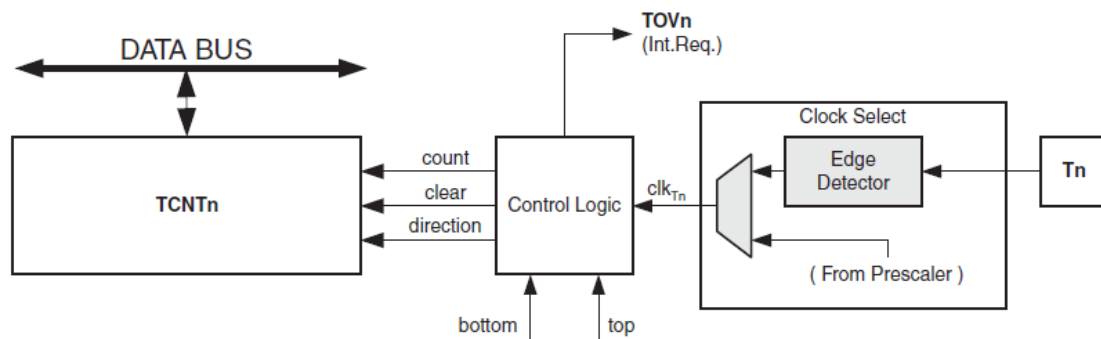 DATA BUS
TOVn
(Int.Req.)
Clock Select
TCNTn
count
clear
direction
Control Logic
clkTn
Edge
Detector
Tn
( From Prescaler )
bottom
top